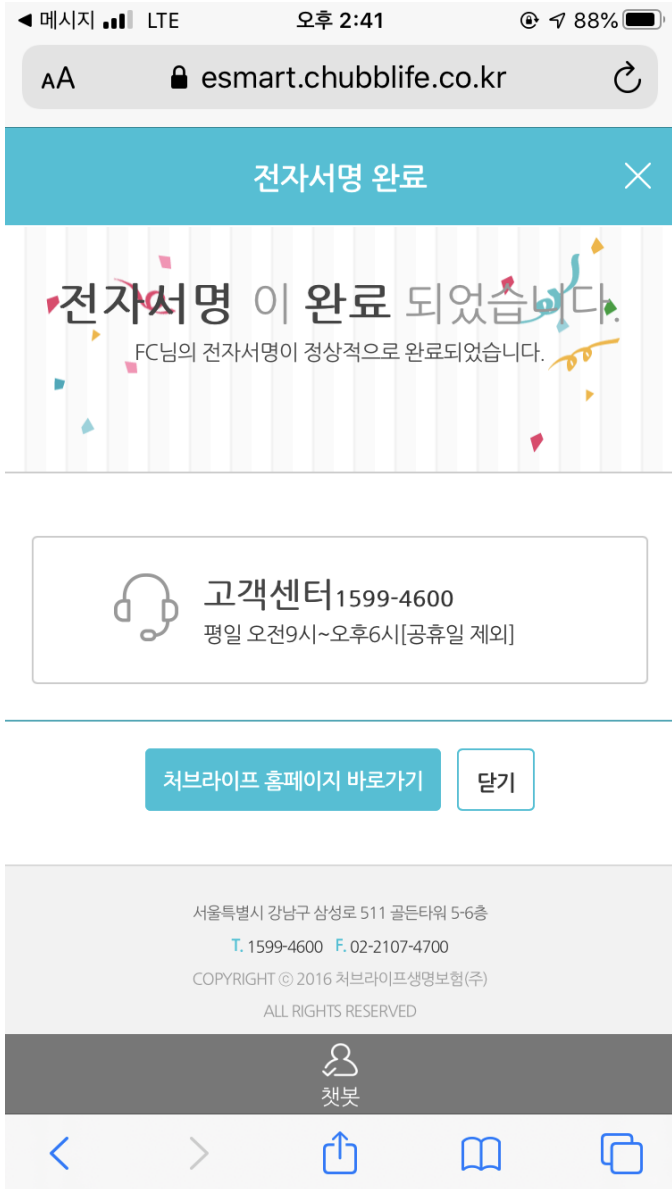 ◀ 메시지 LTE 오후 2:41 88%
AA esmart.chubblife.co.kr
전자서명 완료
전자서명 이 완료 되었습니다.
FC님의 전자서명이 정상적으로 완료되었습니다.
고객센터1599-4600
평일 오전9시~오후6시[공휴일 제외]
처브라이프 홈페이지 바로가기 닫기
서울특별시 강남구 삼성로 511 골든타워 5-6층
T. 1599-4600 F. 02-2107-4700
COPYRIGHT ⓒ 2016 처브라이프생명보험(주)
ALL RIGHTS RESERVED
챗봇